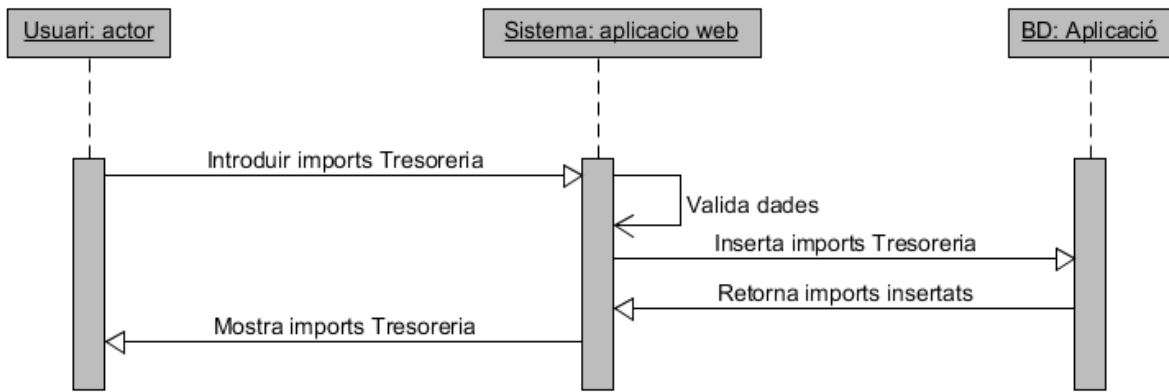 Usuari: actor
Sistema: aplicacio web
BD: Aplicació
Introduir imports Tresoreria
Valida dades
Inserta imports Tresoreria
Retorna imports insertats
Mostra imports Tresoreria